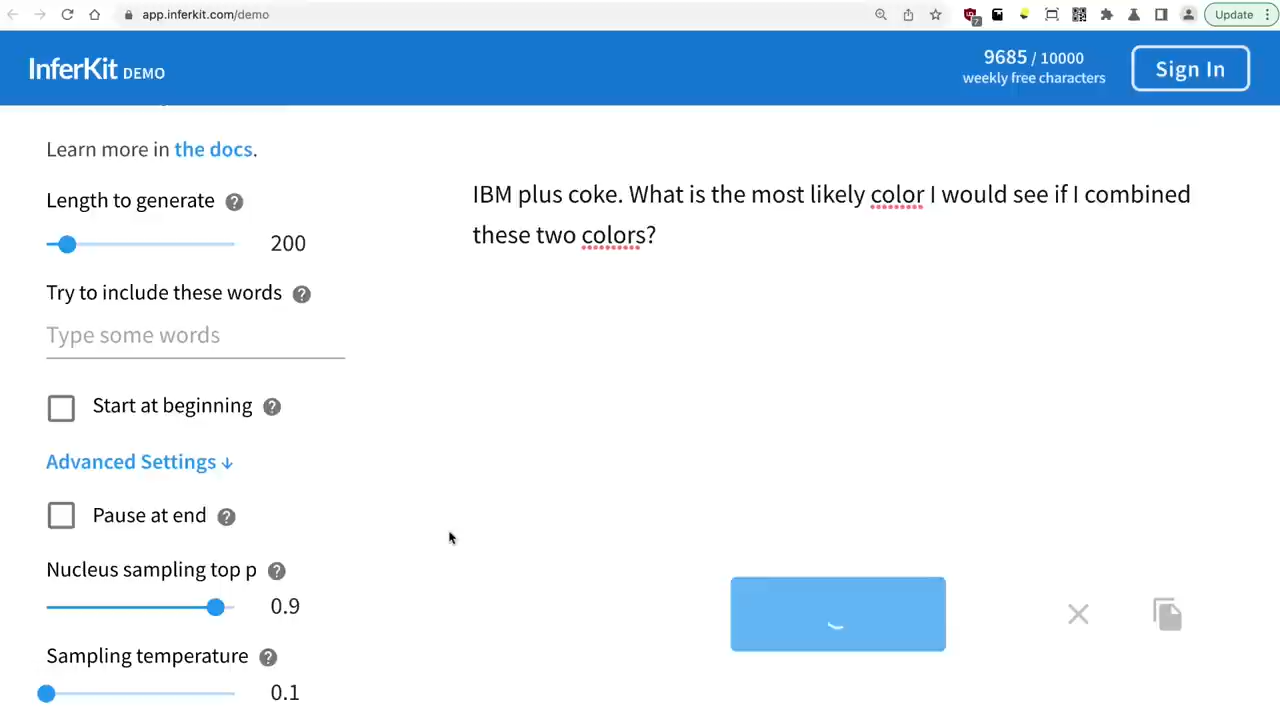 app.inferkit.com/demo
7
Update
InferKit DEMO
9685 / 10000
weekly free characters
Sign In
Learn more in the docs.
Length to generate ?
200
Try to include these words ?
Type some words
Start at beginning ?
Advanced Settings ↓
Pause at end ?
Nucleus sampling top p ?
0.9
Sampling temperature ?
0.1
IBM plus coke. What is the most likely color I would see if I combined
these two colors?